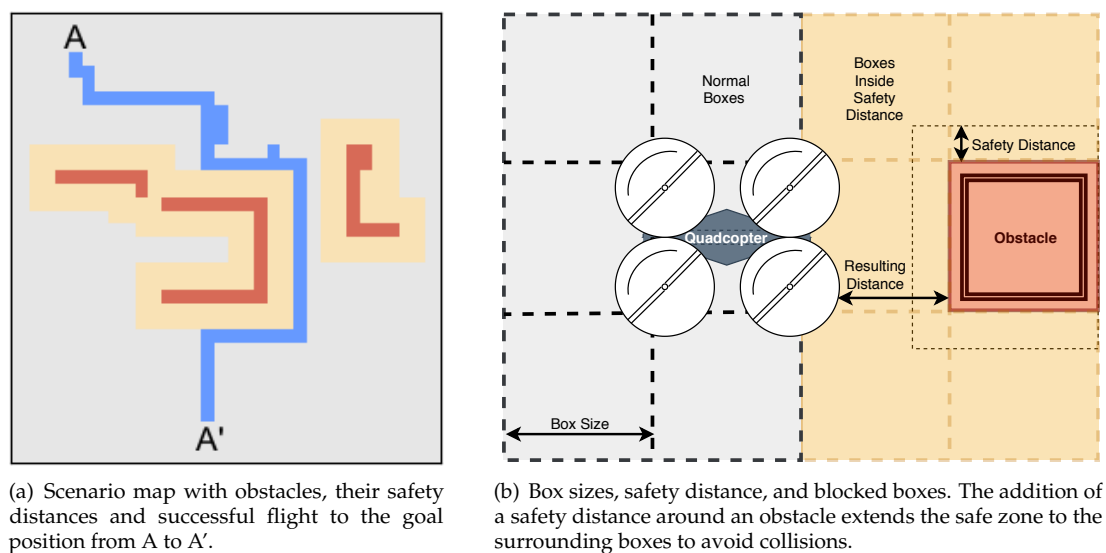 A
A'
Normal
Boxes
Boxes
Inside
Safety
Distance
Safety Distance
Quadcopter
Obstacle
Resulting
Distance
Box Size
(a) Scenario map with obstacles, their safety
distances and successful flight to the goal
position from A to A’.
(b) Box sizes, safety distance, and blocked boxes. The addition of
a safety distance around an obstacle extends the safe zone to the
surrounding boxes to avoid collisions.